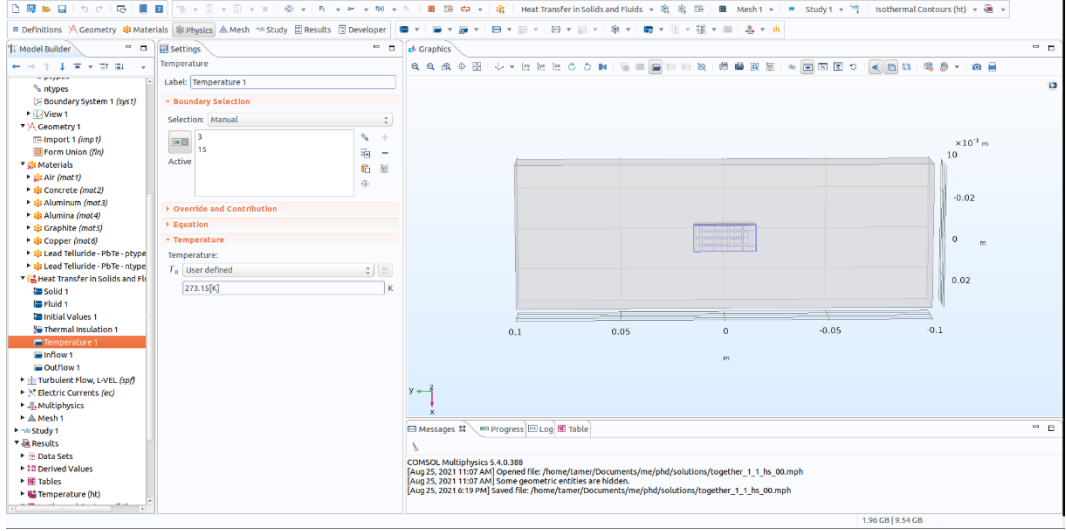 Heat Transfer in Solids and Fluids
Mesh 1
Study 1
Isothermal Contours (ht)
Definitions
Geometry
Materials
Physics
Mesh
Study
Results
Developer
Model Builder
ntypes
Boundary System 1 (sys1)
View 1
Geometry 1
Import 1 (imp1)
Form Union (fin)
Materials
Air (mat1)
Concrete (mat2)
Aluminum (mat3)
Alumina (mat4)
Graphite (mat5)
Copper (mat6)
Lead Telluride - PbTe - ptype
Lead Telluride - PbTe - ntype
Heat Transfer in Solids and Flu
Solid 1
Fluid 1
Initial Values 1
Thermal Insulation 1
Temperature 1
Inflow 1
Outflow 1
Turbulent Flow, L-VEL (spf)
Electric Currents (ec)
Multiphysics
Mesh 1
Study 1
Results
Data Sets
Derived Values
Tables
Temperature (ht)
Settings
Temperature
Label: Temperature 1
Boundary Selection
Selection: Manual
3
15
Active
Override and Contribution
Equation
Temperature
Temperature:
T0 User defined
273.15[K] K
Graphics
×10⁻³ m
10
-0.02
0
m
0.02
0.1 0.05 0 -0.05 -0.1
m
y z
x
Messages Progress Log Table
COMSOL Multiphysics 5.4.0.388
[Aug 25, 2021 11:07 AM] Opened file: /home/tamer/Documents/me/phd/solutions/together_1_1_hs_00.mph
[Aug 25, 2021 11:07 AM] Some geometric entities are hidden.
[Aug 25, 2021 6:19 PM] Saved file: /home/tamer/Documents/me/phd/solutions/together_1_1_hs_00.mph
1.96 GB | 9.54 GB